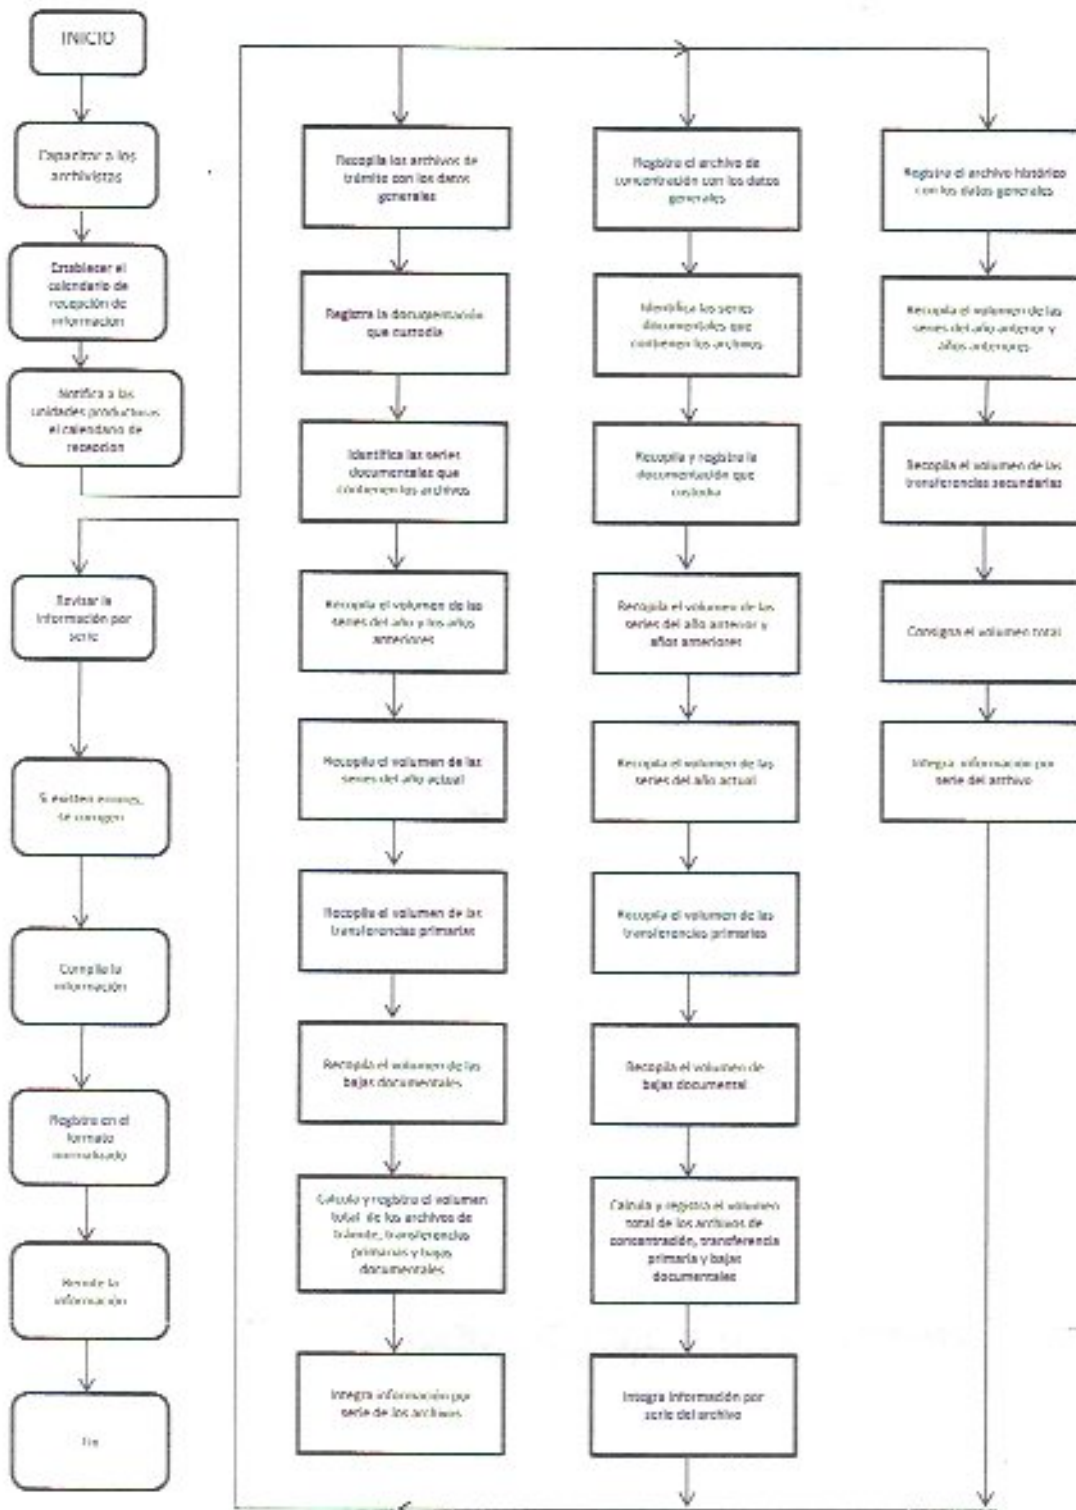 INICIO
Capacitar a los
archivistas
Establecer el
calendario de
recepción de
informacion
Notifica a las
unidades productoras
el calendario de
recepcion
Recopila los archivos de
trámite con los datos
generales
Registra la documentación
que custodia
Identifica las series
documentales que
contienen los archivos
Recopila el volumen de las
series del año y los años
anteriores
Recopila el volumen de las
series del año actual
Recopila el volumen de las
transferencias primarias
Recopila el volumen de las
bajas documentales
Calcula y registra el volumen
total de los archivos de
trámite, transferencias
primarias y bajas
documentales
Integra información por
serie de los archivos
Registra el archivo de
concentración con los datos
generales
Identifica las series
documentales que
contienen los archivos
Recopila y registra la
documentación que
custodia
Recopila el volumen de las
series del año anterior y
años anteriores
Recopila el volumen de las
series del año actual
Recopila el volumen de las
transferencias primarias
Recopila el volumen de
bajas documental
Calcula y registra el volumen
total de los archivos de
concentración, transferencia
primaria y bajas
documentales
Integra información por
serie del archivo
Registra el archivo histórico
con los datos generales
Recopila el volumen de las
series del año anterior y
años anteriores
Recopila el volumen de las
transferencias secundarias
Consigna el volumen total
Integra información por
serie del archivo
Revisar la
información por
serie
Si existen errores,
se corrigen
Compila la
información
Registro en el
formato
normalizado
Remite la
información
Fin